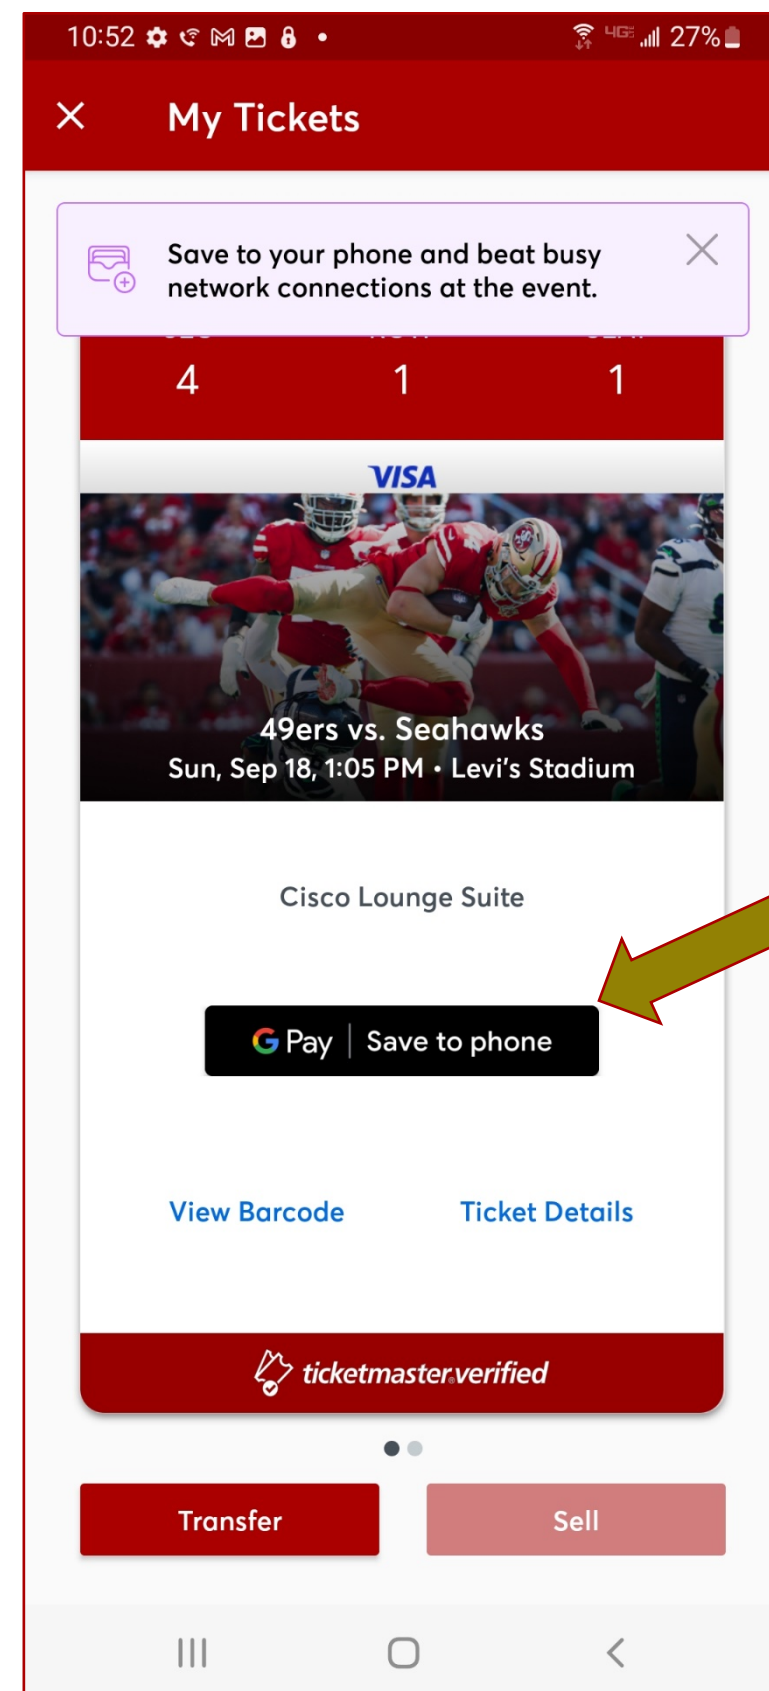 10:52
4G 27%
My Tickets
Save to your phone and beat busy
network connections at the event.
4 1 1
VISA
49ers vs. Seahawks
Sun, Sep 18, 1:05 PM • Levi's Stadium
Cisco Lounge Suite
G Pay | Save to phone
View Barcode Ticket Details
ticketmaster verified
Transfer Sell